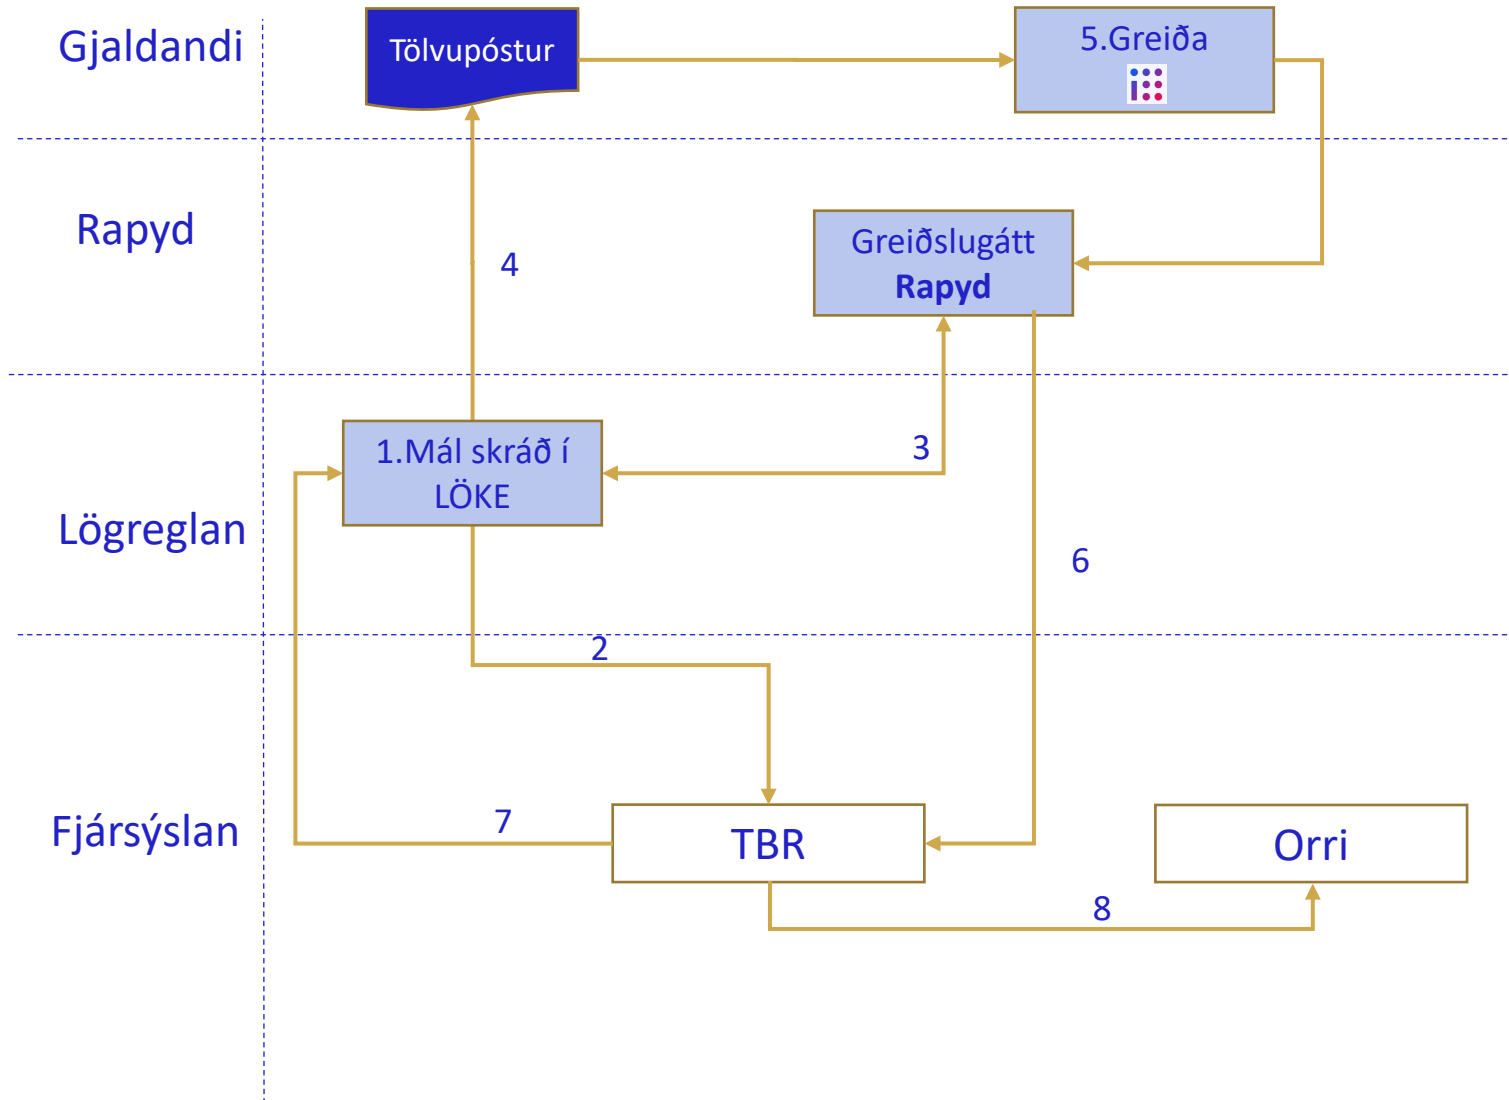 Gjaldandi
Tölvupóstur
5.Greiða
Rapyd
Greiðslugátt
Rapyd
4
1.Mál skráð í
LÖKE
3
Lögreglan
6
2
Fjársýslan
7
TBR
Orri
8